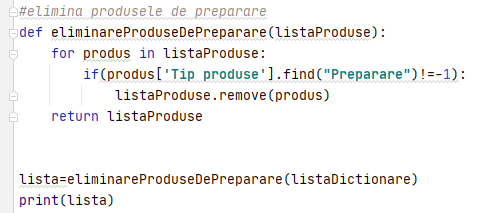 #elimina produsele de preparare
def eliminareProduseDePreparare(listaProduse):
    for produs in listaProduse:
        if(produs['Tip produse'].find("Preparare")!=-1):
            listaProduse.remove(produs)
    return listaProduse
lista=eliminareProduseDePreparare(listaDictionare)
print(lista)